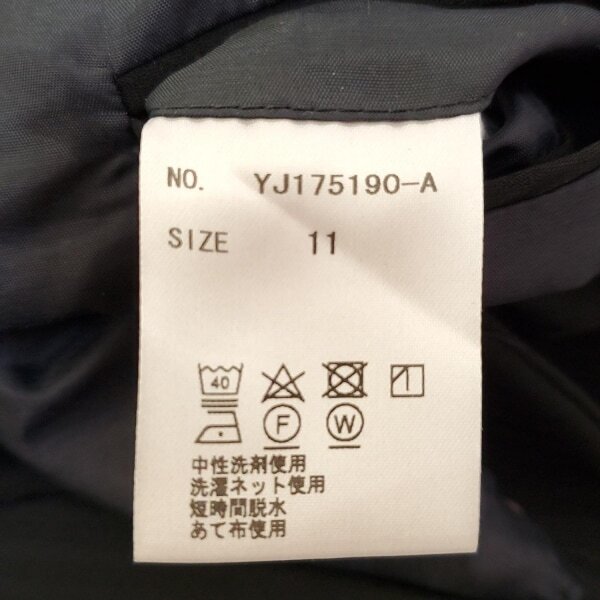 NO. YJ175190-A
SIZE 11
40
F W
中性洗剤使用
洗濯ネット使用
短時間脱水
あて布使用